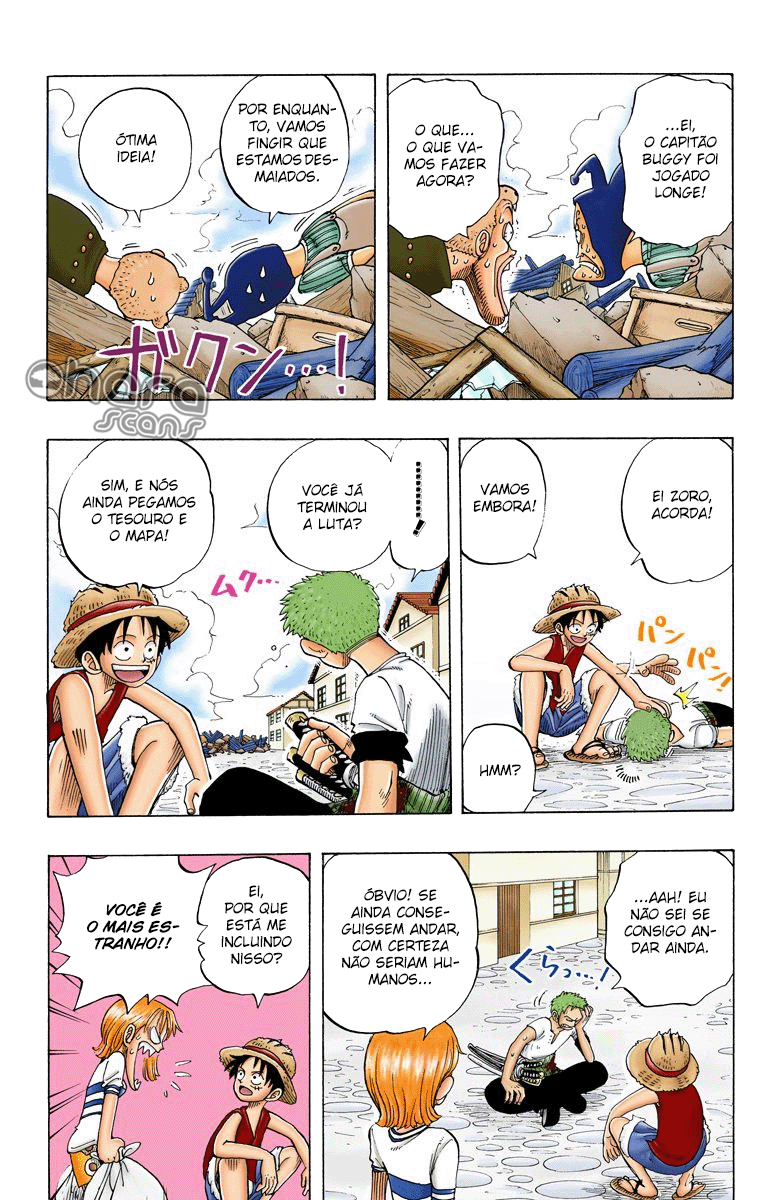 ...EI,
O CAPITÃO
BUGGY FOI
JOGADO
LONGE!
O QUE...
O QUE VA-
MOS FAZER
AGORA?
POR ENQUAN-
TO, VAMOS
FINGIR QUE
ESTAMOS DES-
MAIADOS.
ÓTIMA
IDEIA!
ガクン…!
Ohara
scans
EI ZORO,
ACORDA!
VAMOS
EMBORA!
パン
パン!
HMM?
..........!
VOCÊ JÁ
TERMINOU
A LUTA?
ムク…
SIM, E NÓS
AINDA PEGAMOS
O TESOURO E
O MAPA!
...AAH! EU
NÃO SEI SE
CONSIGO AN-
DAR AINDA.
ÓBVIO! SE
AINDA CONSE-
GUISSEM ANDAR,
COM CERTEZA
NÃO SERIAM HU-
MANOS...
くらっ…!
EI,
POR QUE
ESTÁ ME
INCLUINDO
NISSO?
VOCÊ É
O MAIS ES-
TRANHO!!